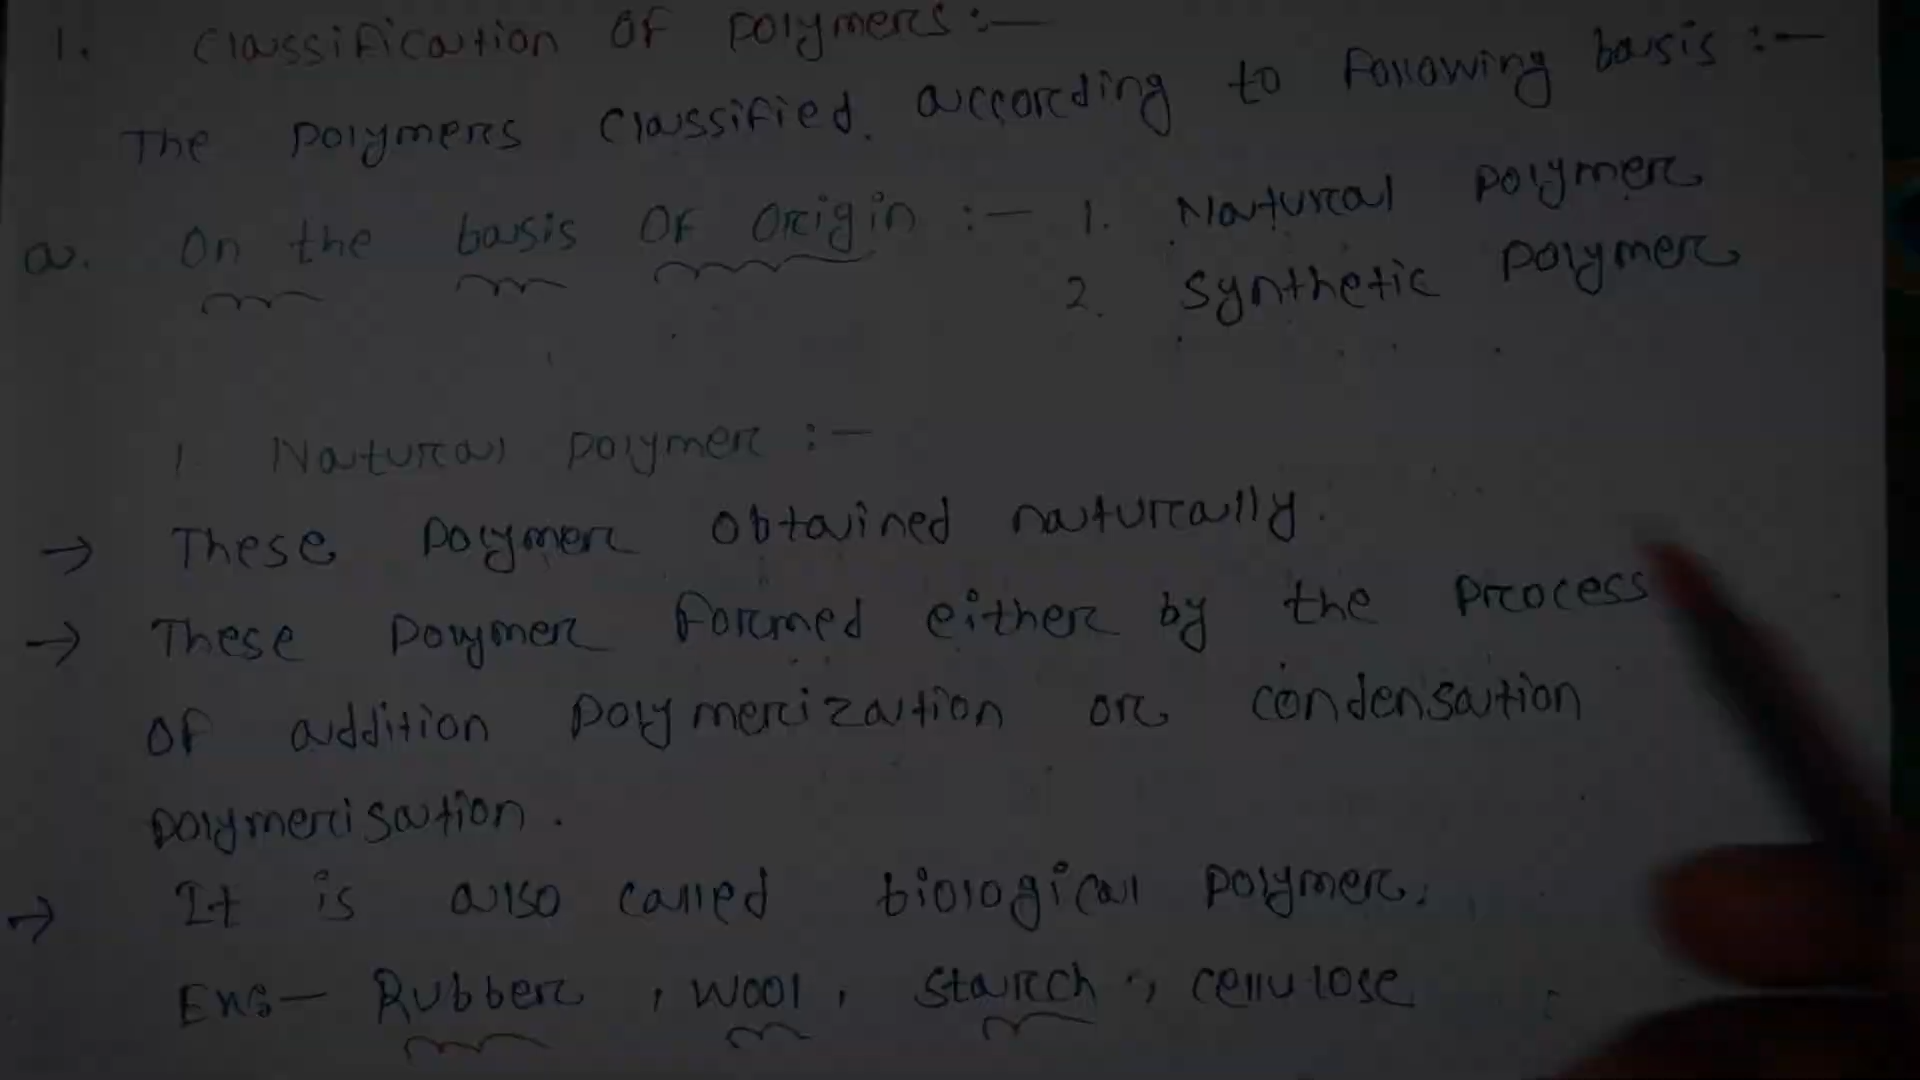 1. Classification of polymers :—
The polymers classified. according to following basis :—
a. On the basis of origin :— 1. Natural polymer
2. Synthetic polymer
1. Natural polymer :—
→ These polymer obtained naturally.
→ These polymer formed either by the process
of addition polymerization or condensation
polymerisation.
→ It is also called biological polymer.
Exs— Rubber, wool, starch, cellulose